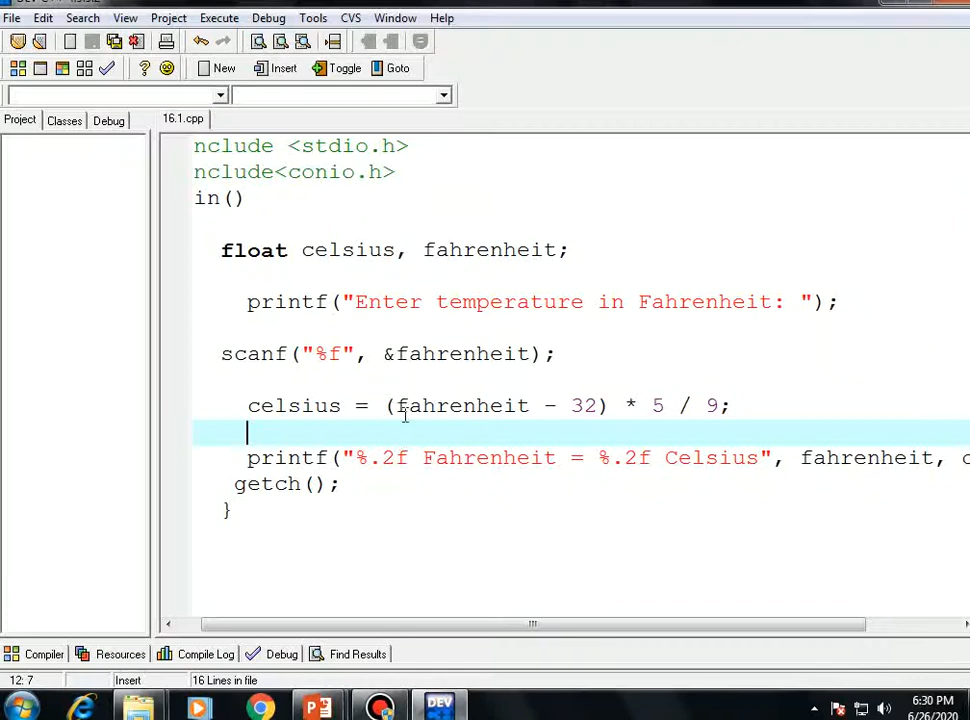 File Edit Search View Project Execute Debug Tools CVS Window Help
New Insert Toggle Goto
Project Classes Debug 16.1.cpp
nclude <stdio.h>
nclude<conio.h>
in()
float celsius, fahrenheit;
printf("Enter temperature in Fahrenheit: ");
scanf("%f", &fahrenheit);
celsius = (fahrenheit - 32) * 5 / 9;
printf("%.2f Fahrenheit = %.2f Celsius", fahrenheit, c
getch();
}
Compiler Resources Compile Log Debug Find Results
12: 7 Insert 16 Lines in file
DEV
6:30 PM
6/26/2020